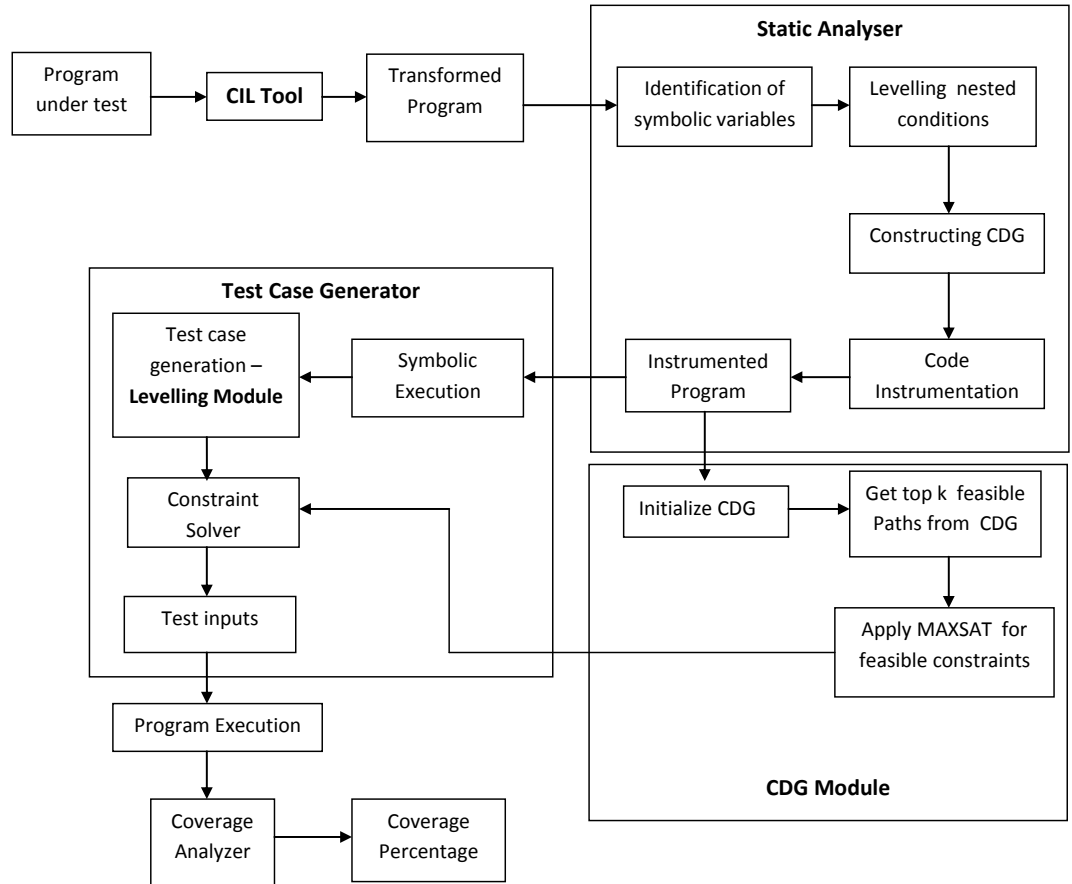 Static Analyser
Program
under test
CIL Tool
Transformed
Program
Identification of
symbolic variables
Levelling nested
conditions
Constructing CDG
Code
Instrumentation
Instrumented
Program
Test Case Generator
Symbolic
Execution
Test case
generation –
Levelling Module
Constraint
Solver
Test inputs
Initialize CDG
Get top k feasible
Paths from CDG
Apply MAXSAT for
feasible constraints
CDG Module
Program Execution
Coverage
Analyzer
Coverage
Percentage